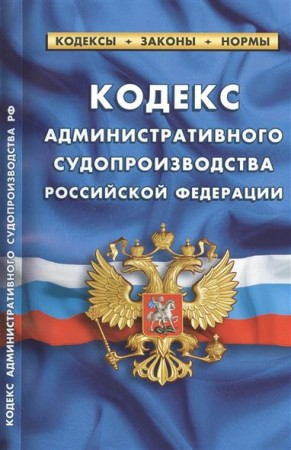 КОДЕКСЫ ✦ ЗАКОНЫ ✦ НОРМЫ
КОДЕКС
АДМИНИСТРАТИВНОГО
СУДОПРОИЗВОДСТВА
РОССИЙСКОЙ ФЕДЕРАЦИИ
КОДЕКС АДМИНИСТРАТИВНОГО СУДОПРОИЗВОДСТВА РФ